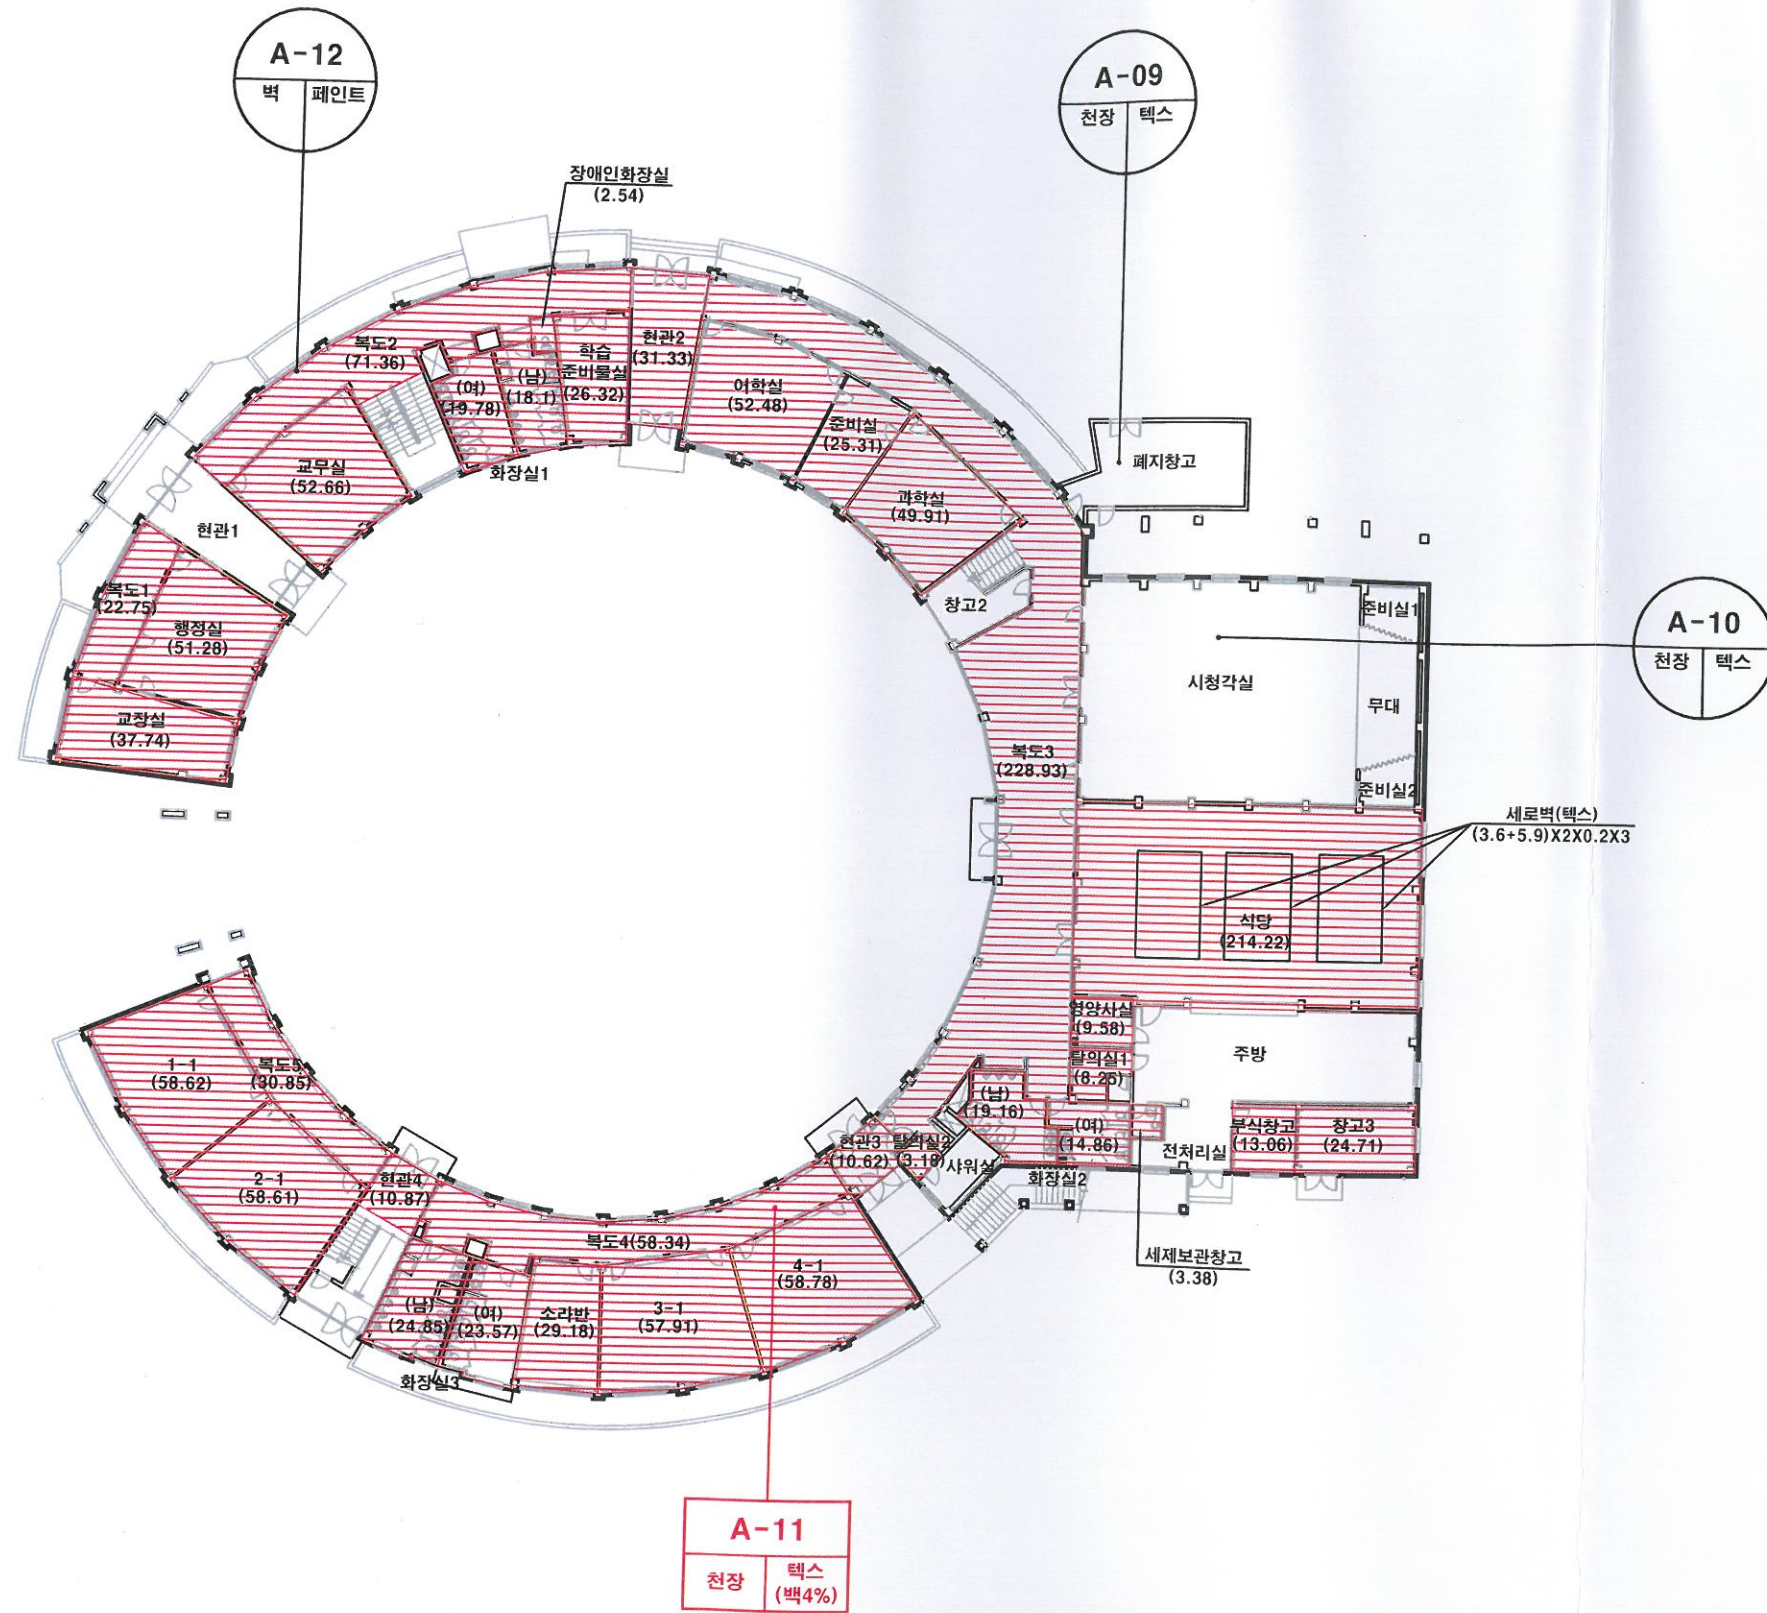 A-12
벽 페인트
A-09
천장 텍스
장애인화장실
(2.54)
복도2
(71.36)
(여)
(19.78)
(남)
(18.1)
학습
준비물실
(26.32)
현관2
(31.33)
어학실
(52.48)
준비실
(25.31)
과학실
(49.91)
폐지창고
화장실1
교무실
(52.66)
현관1
복도1
(22.75)
행정실
(51.28)
교장실
(37.74)
창고2
준비실1
시청각실
무대
준비실2
A-10
천장 텍스
복도3
(228.93)
세로벽(텍스)
(3.6+5.9)X2X0.2X3
식당
(214.22)
영양사실
(9.58)
탈의실1
(8.25)
주방
1-1
(58.62)
복도5
(30.85)
2-1
(58.61)
현관4
(10.87)
현관3
(10.62)
탈의실2
(3.18)
샤워실
(남)
(19.16)
(여)
(14.86)
화장실2
전처리실
부식창고
(13.06)
창고3
(24.71)
세제보관창고
(3.38)
복도4(58.34)
4-1
(58.78)
3-1
(57.91)
소라반
(29.18)
(여)
(23.57)
(남)
(24.85)
화장실3
A-11
천장 텍스
(백4%)